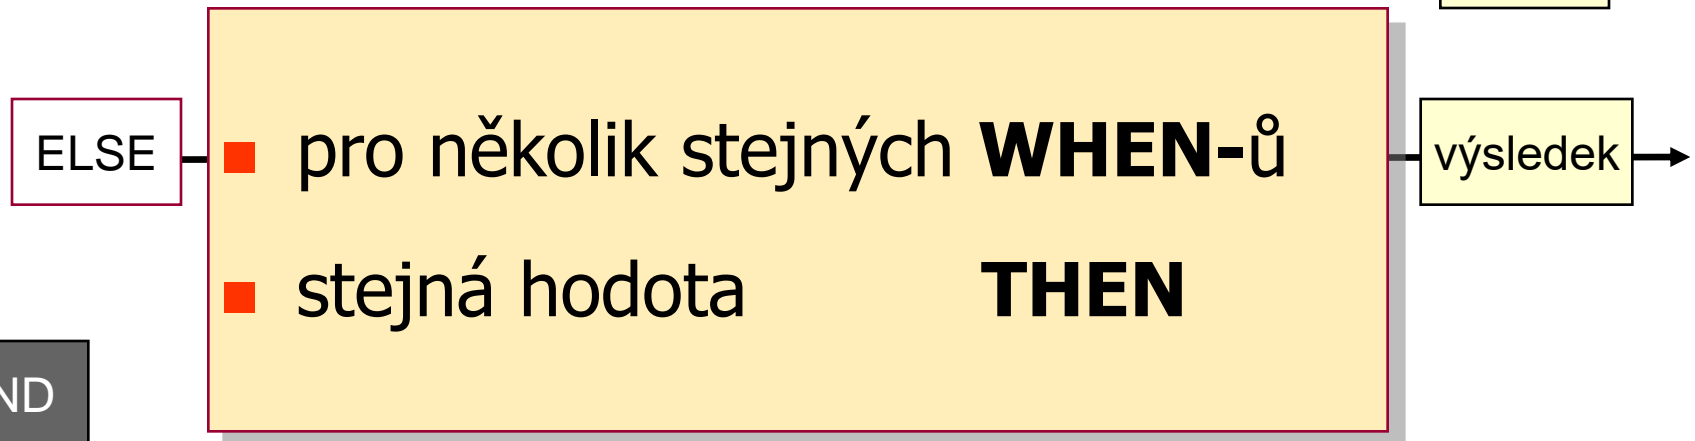 ELSE
pro několik stejných WHEN-ů
výsledek
stejná hodota THEN
ND